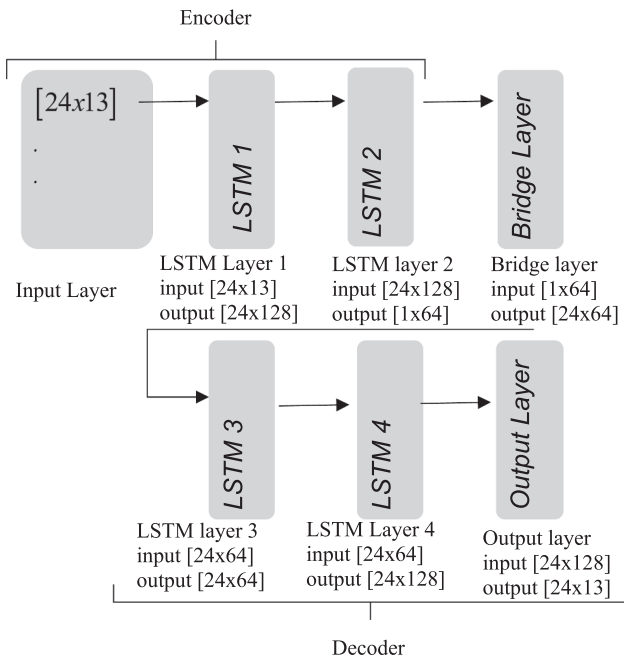 Encoder
[24x13]
.
.
LSTM 1
LSTM 2
Bridge Layer
Input Layer
LSTM Layer 1
input [24x13]
output [24x128]
LSTM layer 2
input [24x128]
output [1x64]
Bridge layer
input [1x64]
output [24x64]
LSTM 3
LSTM 4
Output Layer
LSTM layer 3
input [24x64]
output [24x64]
LSTM Layer 4
input [24x64]
output [24x128]
Output layer
input [24x128]
output [24x13]
Decoder